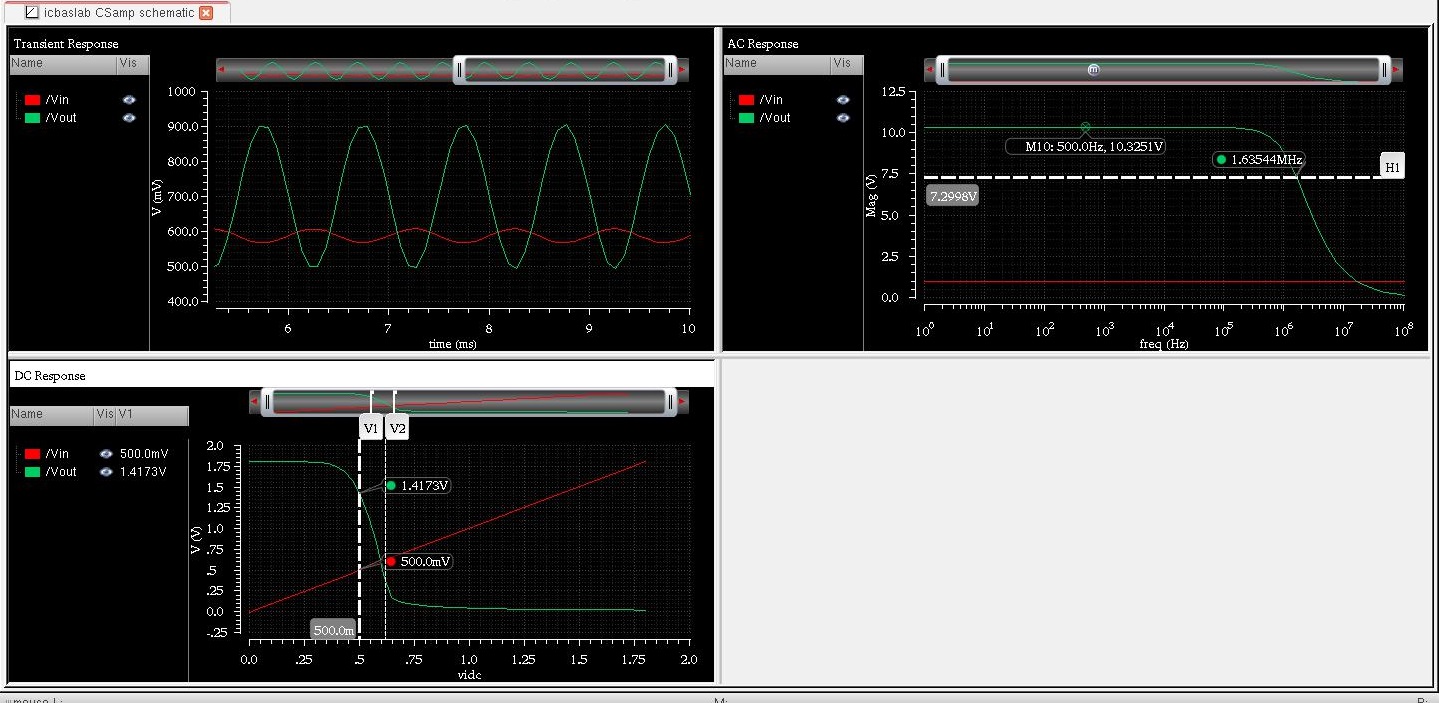 icbaslab CSamp schematic
Transient Response
Name Vis
/Vin
/Vout
1000
900.0
800.0
700.0
600.0
500.0
400.0
V (mV)
6 7 8 9 10
time (ms)
AC Response
Name Vis
/Vin
/Vout
m
12.5
10.0
7.5
5.0
2.5
0.0
Mag (V)
M10: 500.0Hz, 10.3251V
1.63544MHz
H1
7.2998V
10^0 10^1 10^2 10^3 10^4 10^5 10^6 10^7 10^8
freq (Hz)
DC Response
Name Vis V1
/Vin 500.0mV
/Vout 1.4173V
V1 V2
2.0
1.75
1.5
1.25
1.0
.75
.5
.25
0.0
-.25
V (V)
1.4173V
500.0mV
500.0m
0.0 .25 .5 .75 1.0 1.25 1.5 1.75 2.0
vidc